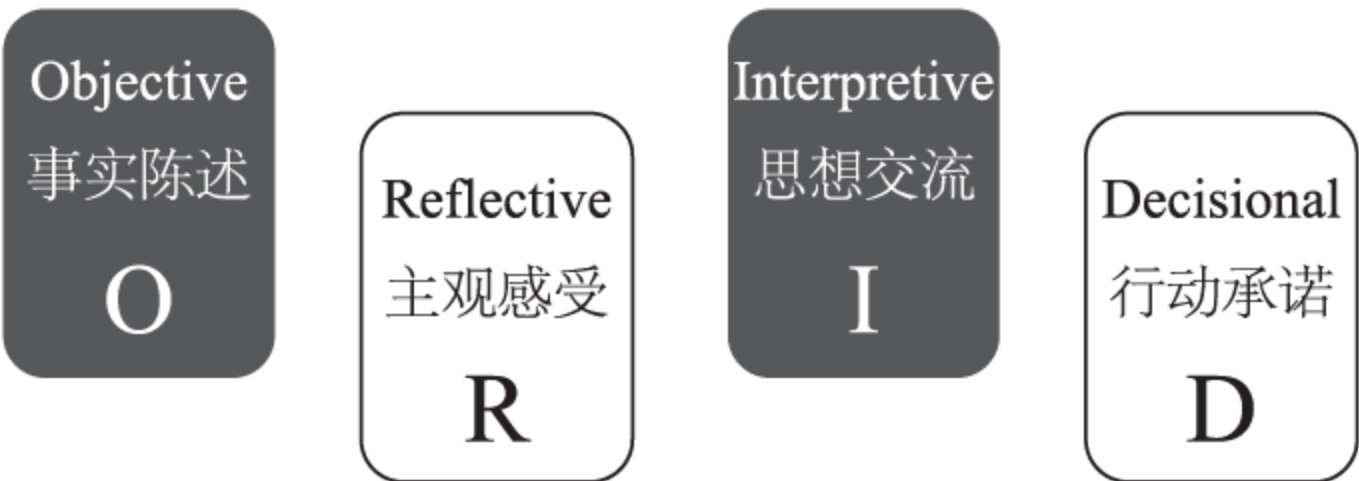 Objective
事实陈述
O
Reflective
主观感受
R
Interpretive
思想交流
I
Decisional
行动承诺
D